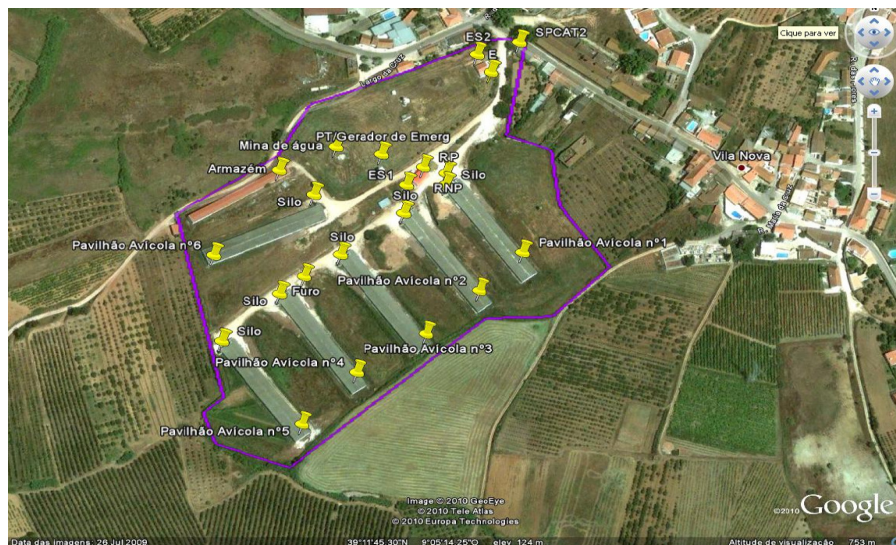 ES2
SPCAT2
E
Clique para ver
Largo da Cruz
PT/Gerador de Emerg
Mina de água
Armazém
ES1
RP
Silo
RNP
Silo
Silo
Vila Nova
Pavilhão Avícola nº6
Silo
Pavilhão Avícola nº1
Silo
Furo
Pavilhão Avícola nº2
Silo
Pavilhão Avícola nº4
Pavilhão Avícola nº3
Pavilhão Avícola nº5
Image © 2010 GeoEye
© 2010 Tele Atlas
© 2010 Europa Technologies
©2010 Google
Data das imagens: 26 Jul 2009
39°11'45.30"N
9°05'14.25"O
elev 124 m
Altitude de visualização
753 m